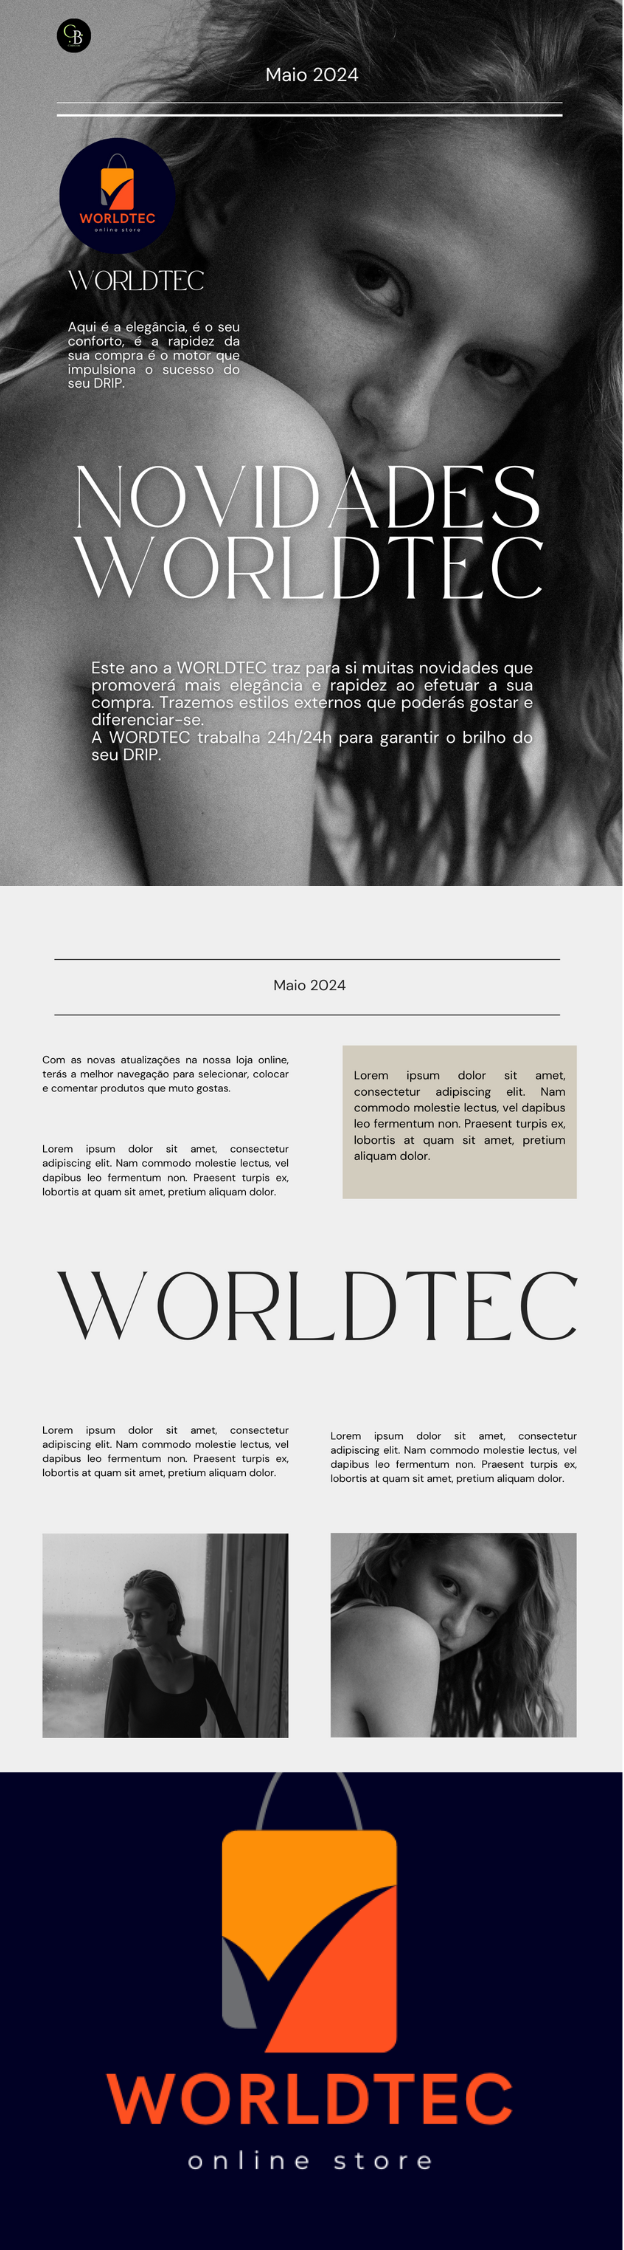 CB
Maio 2024
WORLDTEC
online store
WORLDTEC
Aqui é a elegância, é o seu
conforto, é a rapidez da
sua compra é o motor que
impulsiona o sucesso do
seu DRIP.
NOVIDADES
WORLDTEC
Este ano a WORLDTEC traz para si muitas novidades que
promoverá mais elegância e rapidez ao efetuar a sua
compra. Trazemos estilos externos que poderás gostar e
diferenciar-se.
A WORDTEC trabalha 24h/24h para garantir o brilho do
seu DRIP.
Maio 2024
Com as novas atualizações na nossa loja online,
terás a melhor navegação para selecionar, colocar
e comentar produtos que muto gostas.
Lorem ipsum dolor sit amet, consectetur
adipiscing elit. Nam commodo molestie lectus, vel
dapibus leo fermentum non. Praesent turpis ex,
lobortis at quam sit amet, pretium aliquam dolor.
Lorem ipsum dolor sit amet,
consectetur adipiscing elit. Nam
commodo molestie lectus, vel dapibus
leo fermentum non. Praesent turpis ex,
lobortis at quam sit amet, pretium
aliquam dolor.
WORLDTEC
Lorem ipsum dolor sit amet, consectetur
adipiscing elit. Nam commodo molestie lectus, vel
dapibus leo fermentum non. Praesent turpis ex,
lobortis at quam sit amet, pretium aliquam dolor.
Lorem ipsum dolor sit amet, consectetur
adipiscing elit. Nam commodo molestie lectus, vel
dapibus leo fermentum non. Praesent turpis ex,
lobortis at quam sit amet, pretium aliquam dolor.
WORLDTEC
online store